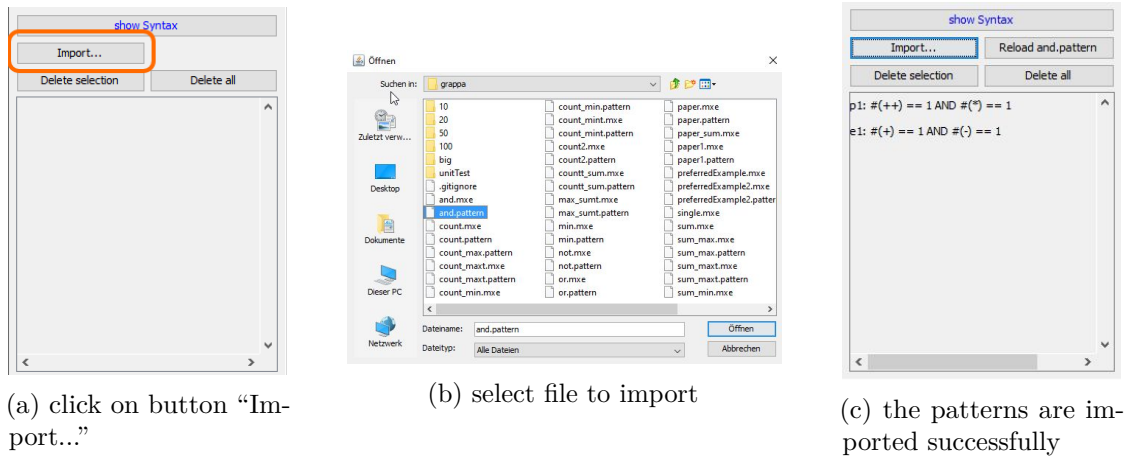 show Syntax
Import...
Delete selection Delete all
(a) click on button “Im-
port...”
Öffnen
Suchen in: grappa
Zuletzt verw...
Desktop
Dokumente
Dieser PC
Netzwerk
10
20
50
100
big
unitTest
.gitignore
and.mxe
and.pattern
count.mxe
count.pattern
count_max.pattern
count_maxt.mxe
count_maxt.pattern
count_min.mxe
count_min.pattern
count_mint.mxe
count_mint.pattern
count2.mxe
count2.pattern
countt_sum.mxe
countt_sum.pattern
max_sumt.mxe
max_sumt.pattern
min.mxe
min.pattern
not.mxe
not.pattern
or.mxe
or.pattern
paper.mxe
paper.pattern
paper_sum.mxe
paper1.mxe
paper1.pattern
preferredExample.mxe
preferredExample2.mxe
preferredExample2.patter
single.mxe
sum.mxe
sum_max.mxe
sum_max.pattern
sum_maxt.mxe
sum_maxt.pattern
sum_min.mxe
Dateiname: and.pattern Öffnen
Dateityp: Alle Dateien Abbrechen
(b) select file to import
show Syntax
Import... Reload and.pattern
Delete selection Delete all
p1: #(++) == 1 AND #(*) == 1
e1: #(+) == 1 AND #(-) == 1
(c) the patterns are im-
ported successfully